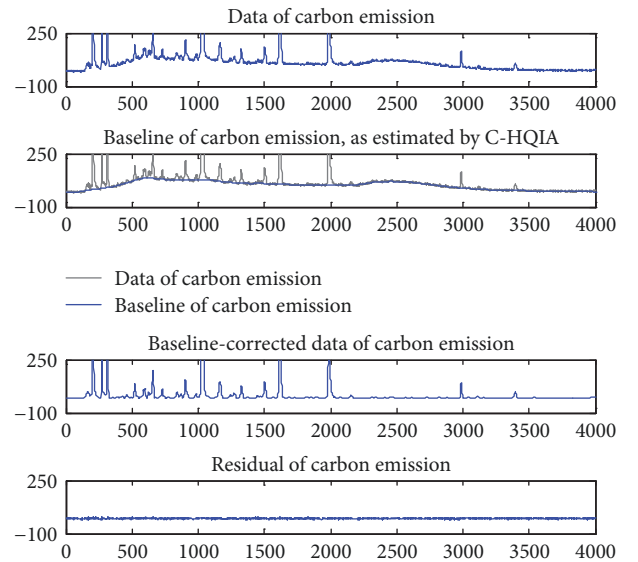 Data of carbon emission
250
−100
0 500 1000 1500 2000 2500 3000 3500 4000
Baseline of carbon emission, as estimated by C-HQIA
250
−100
0 500 1000 1500 2000 2500 3000 3500 4000
Data of carbon emission
Baseline of carbon emission
Baseline-corrected data of carbon emission
250
−100
0 500 1000 1500 2000 2500 3000 3500 4000
Residual of carbon emission
250
−100
0 500 1000 1500 2000 2500 3000 3500 4000